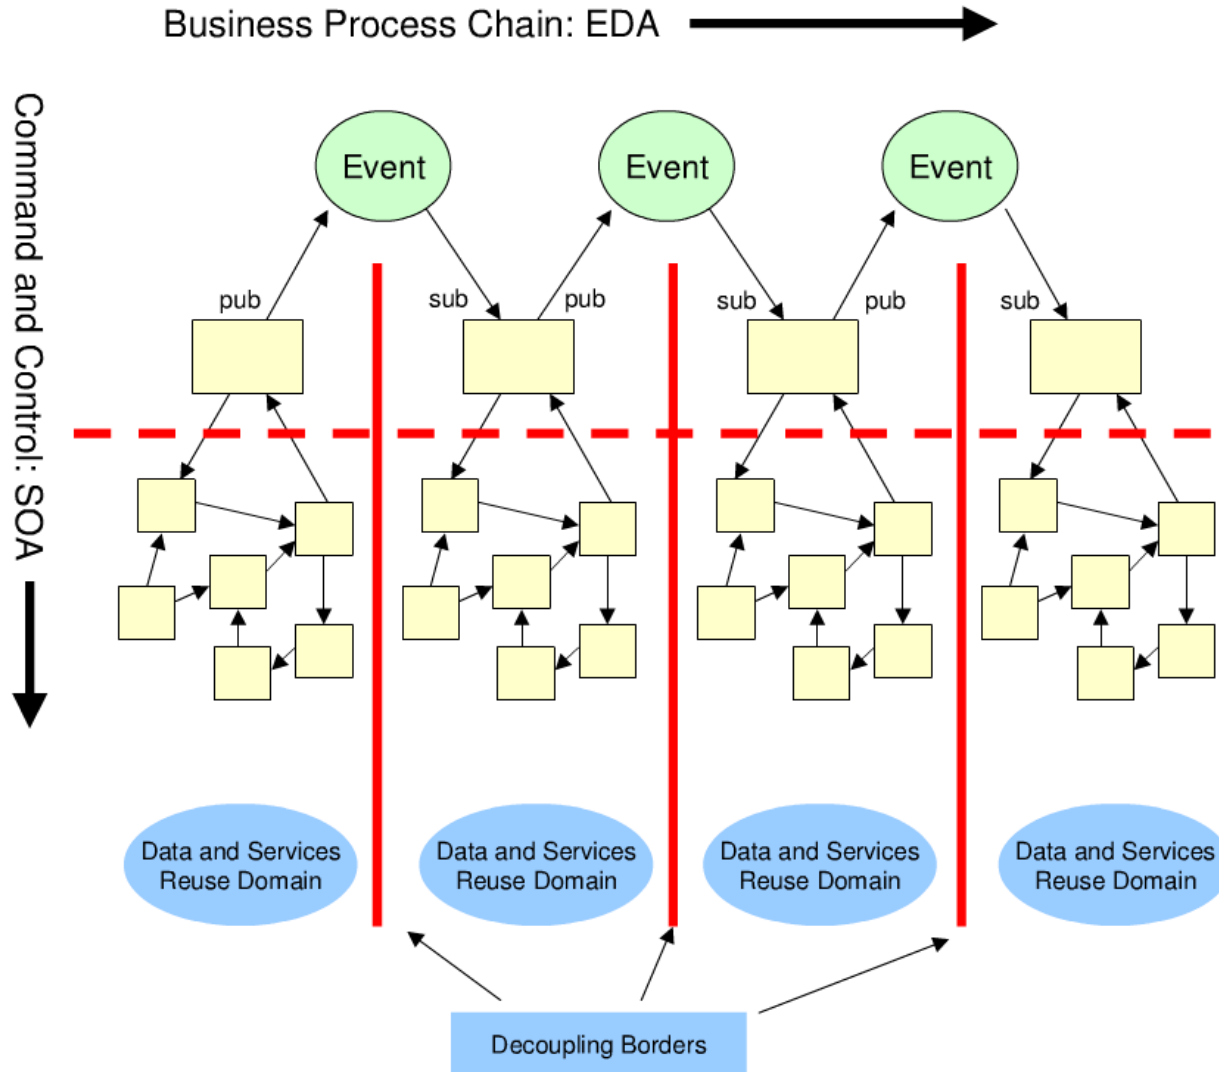 Business Process Chain: EDA
Command and Control: SOA
Event
Event
Event
pub
sub
pub
sub
pub
sub
Data and Services
Reuse Domain
Data and Services
Reuse Domain
Data and Services
Reuse Domain
Data and Services
Reuse Domain
Decoupling Borders